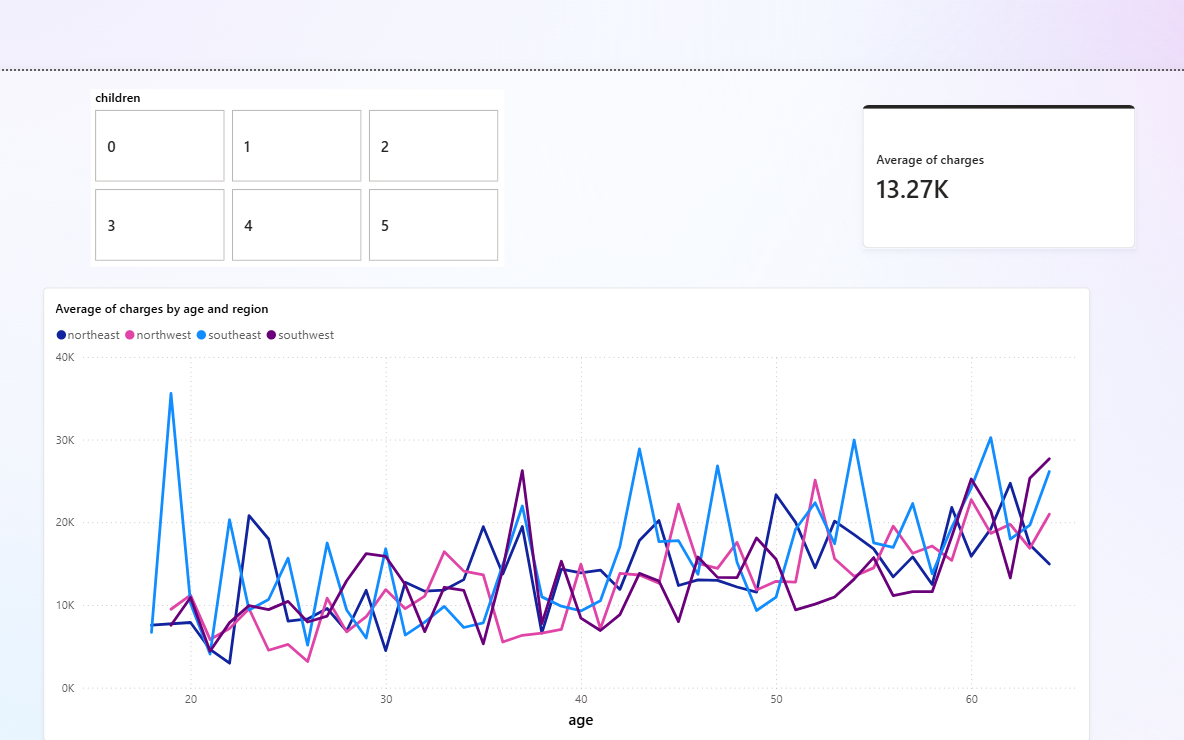 children
0 1 2
3 4 5
Average of charges
13.27K
Average of charges by age and region
northeast northwest southeast southwest
40K
30K
20K
10K
0K
20 30 40 50 60
age